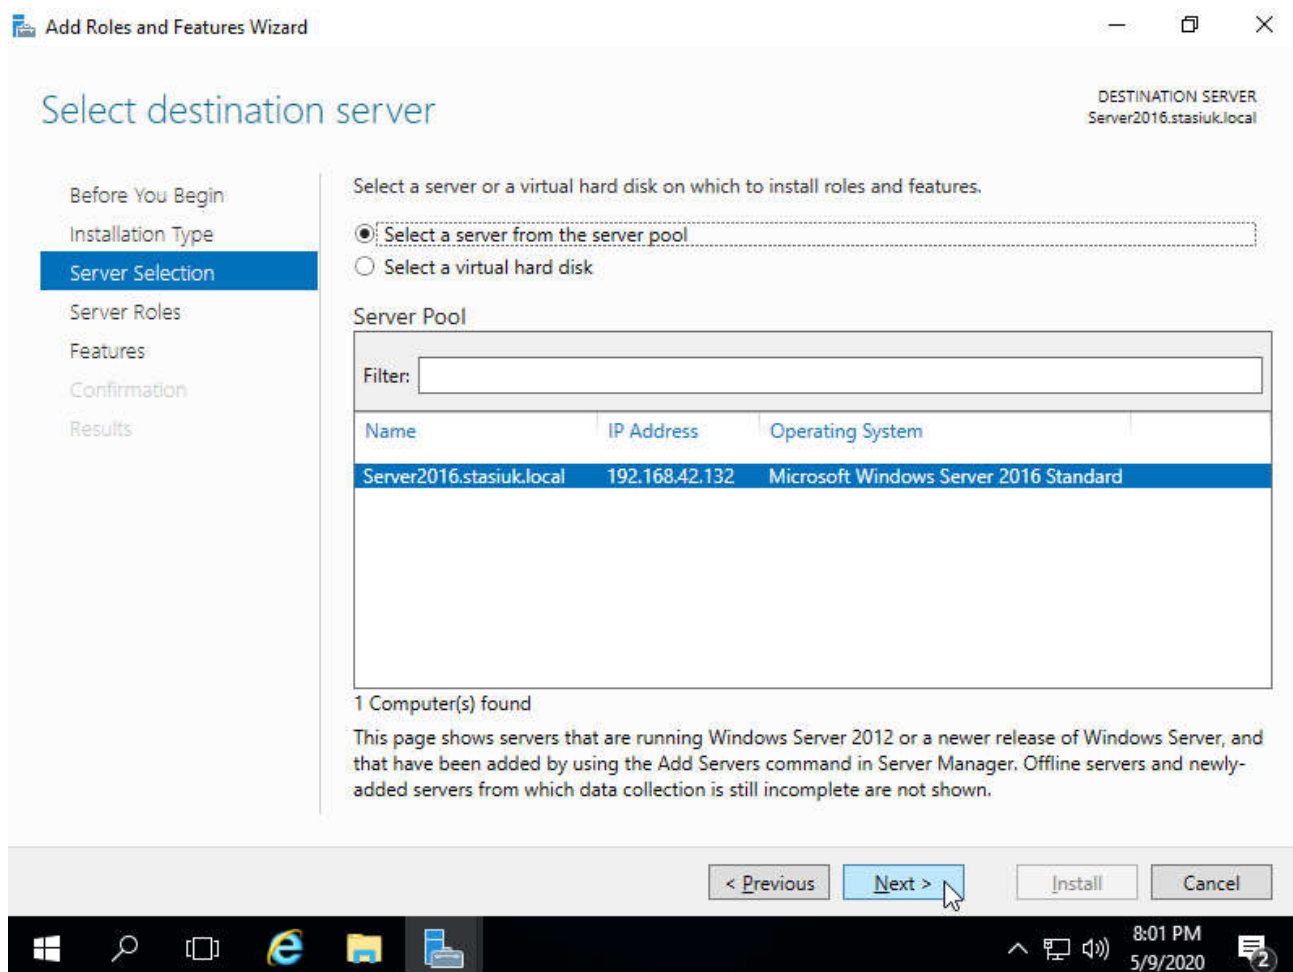 Add Roles and Features Wizard
Select destination server
DESTINATION SERVER
Server2016.stasiuk.local
Before You Begin
Installation Type
Server Selection
Server Roles
Features
Confirmation
Results
Select a server or a virtual hard disk on which to install roles and features.
Select a server from the server pool
Select a virtual hard disk
Server Pool
Filter:
Name IP Address Operating System
Server2016.stasiuk.local 192.168.42.132 Microsoft Windows Server 2016 Standard
1 Computer(s) found
This page shows servers that are running Windows Server 2012 or a newer release of Windows Server, and
that have been added by using the Add Servers command in Server Manager. Offline servers and newly-
added servers from which data collection is still incomplete are not shown.
< Previous Next > Install Cancel
8:01 PM
5/9/2020
2